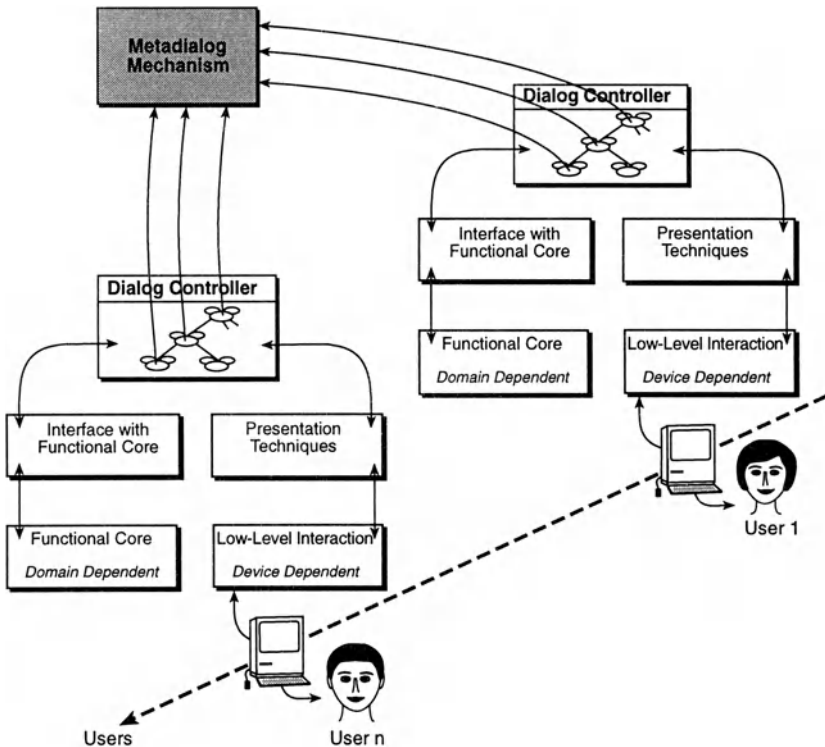 Metadialog
Mechanism
Dialog Controller
Interface with
Functional Core
Presentation
Techniques
Functional Core
Domain Dependent
Low-Level Interaction
Device Dependent
User 1
Dialog Controller
Interface with
Functional Core
Presentation
Techniques
Functional Core
Domain Dependent
Low-Level Interaction
Device Dependent
Users
User n